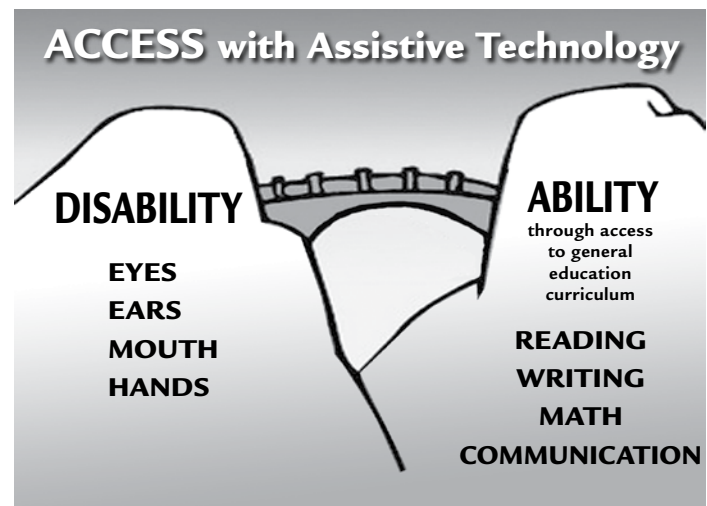 ACCESS with Assistive Technology
DISABILITY
EYES
EARS
MOUTH
HANDS
ABILITY
through access
to general
education
curriculum
READING
WRITING
MATH
COMMUNICATION